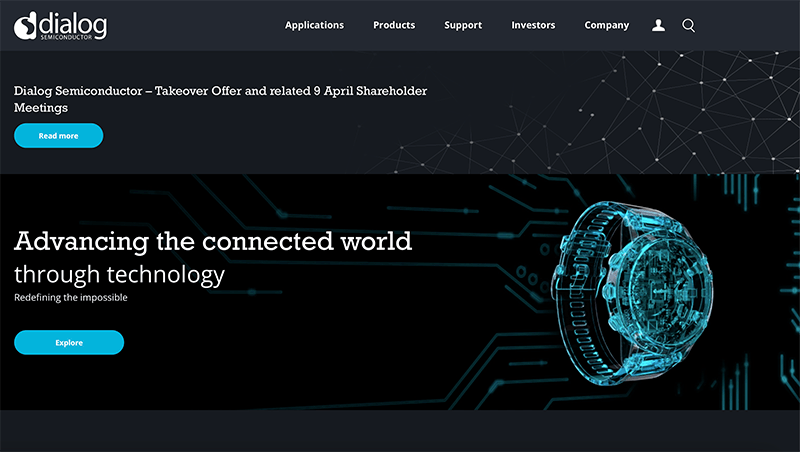 dialog
SEMICONDUCTOR
Applications
Products
Support
Investors
Company
Dialog Semiconductor – Takeover Offer and related 9 April Shareholder
Meetings
Read more
Advancing the connected world
through technology
Redefining the impossible
Explore